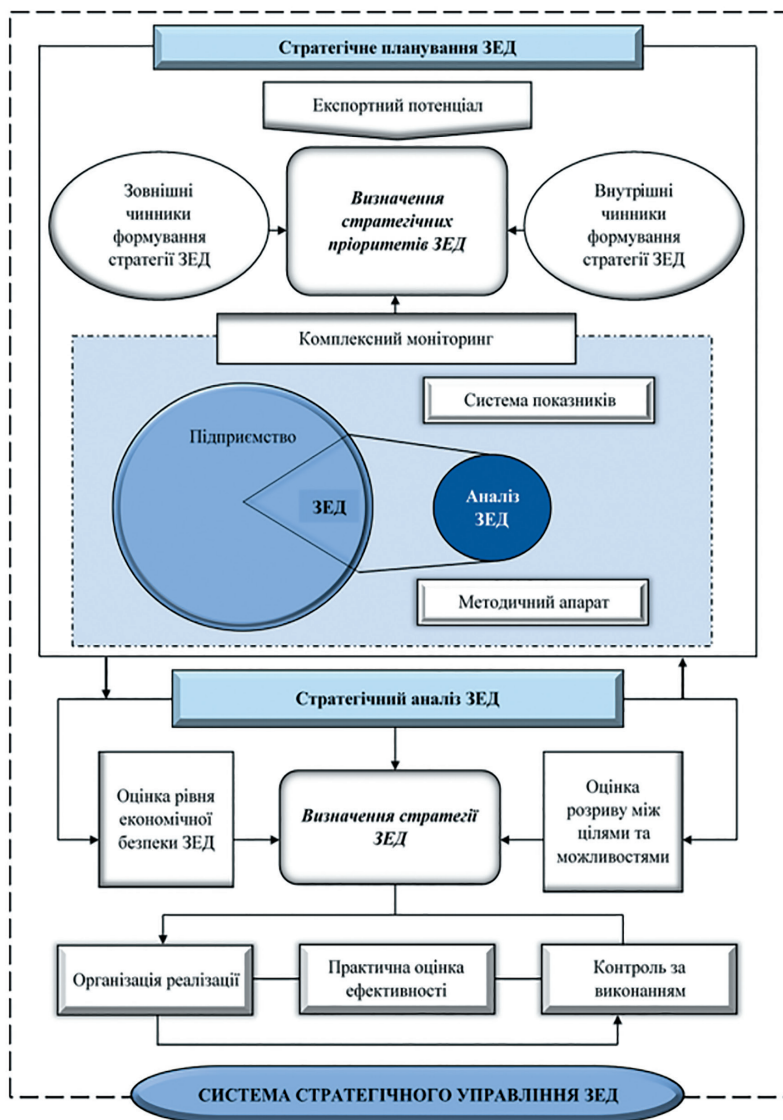 Стратегічне планування ЗЕД
Експортний потенціал
Зовнішні
чинники
формування
стратегії ЗЕД
Визначення
стратегічних
пріоритетів ЗЕД
Внутрішні
чинники
формування
стратегії ЗЕД
Комплексний моніторинг
Система показників
Підприємство
ЗЕД
Аналіз
ЗЕД
Методичний апарат
Стратегічний аналіз ЗЕД
Оцінка рівня
економічної
безпеки ЗЕД
Визначення стратегії
ЗЕД
Оцінка
розриву між
цілями та
можливостями
Організація реалізації
Практична оцінка
ефективності
Контроль за
виконанням
СИСТЕМА СТРАТЕГІЧНОГО УПРАВЛІННЯ ЗЕД